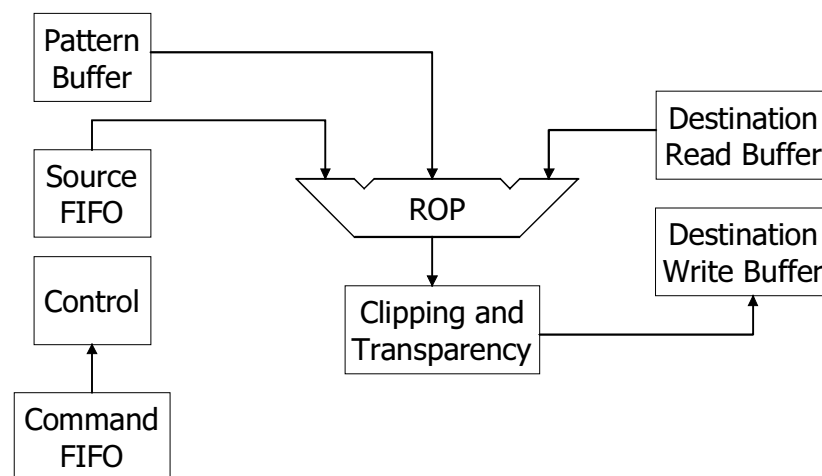 Pattern
Buffer
Source
FIFO
Control
Command
FIFO
ROP
Clipping and
Transparency
Destination
Read Buffer
Destination
Write Buffer